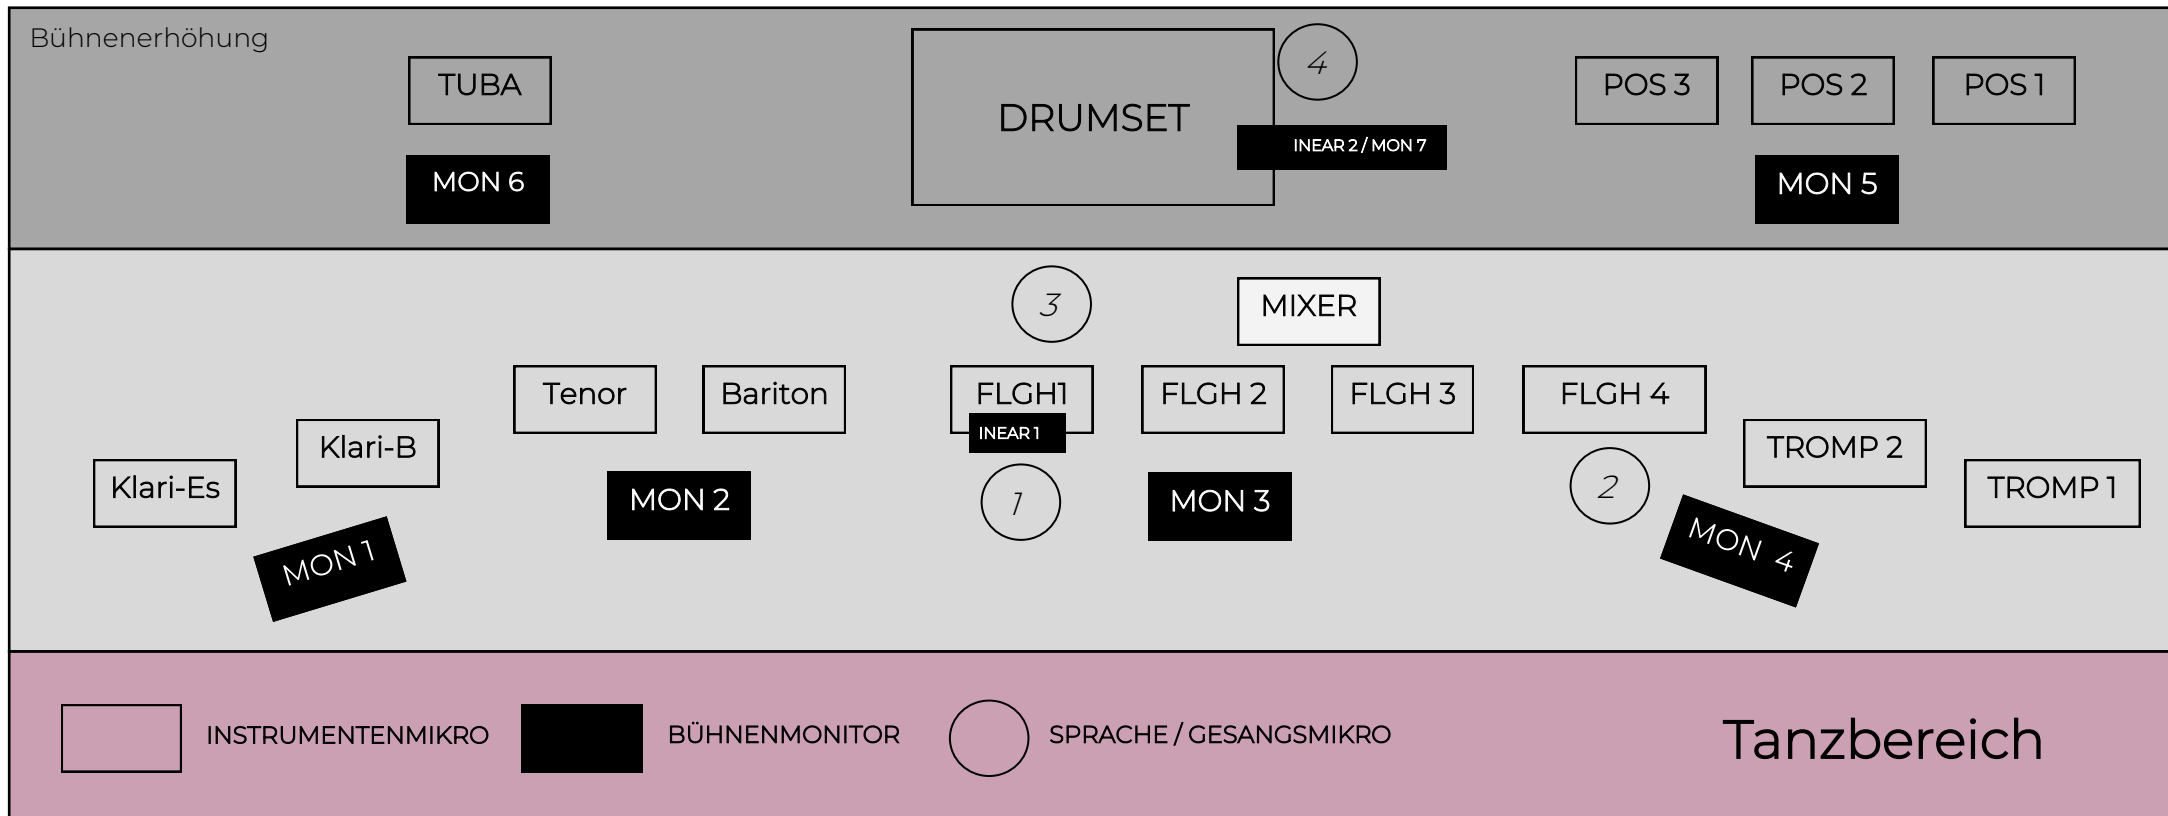 Bühnenerhöhung
TUBA
DRUMSET
4
POS 3
POS 2
POS 1
INEAR 2 / MON 7
MON 6
MON 5
3
MIXER
Tenor
Bariton
FLGH1
FLGH 2
FLGH 3
FLGH 4
INEAR 1
Klari-B
TROMP 2
Klari-Es
TROMP 1
MON 2
1
MON 3
2
MON 1
MON 4
INSTRUMENTENMIKRO
BÜHNENMONITOR
SPRACHE / GESANGSMIKRO
Tanzbereich